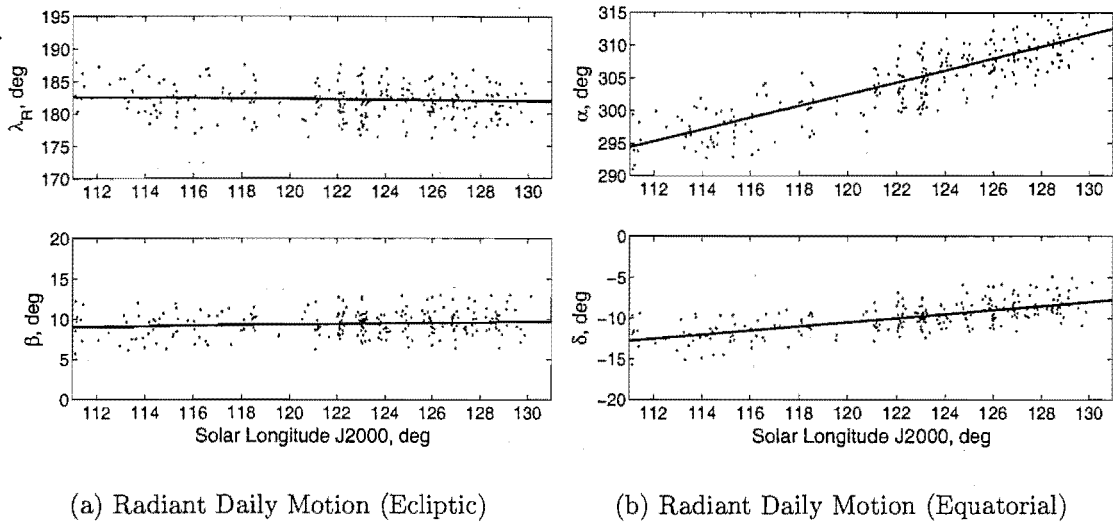 195
190
185
180
175
170
λR, deg
112 114 116 118 120 122 124 126 128 130
20
15
10
5
0
β, deg
112 114 116 118 120 122 124 126 128 130
Solar Longitude J2000, deg
(a) Radiant Daily Motion (Ecliptic)
315
310
305
300
295
290
α, deg
112 114 116 118 120 122 124 126 128 130
0
−5
−10
−15
−20
δ, deg
112 114 116 118 120 122 124 126 128 130
Solar Longitude J2000, deg
(b) Radiant Daily Motion (Equatorial)